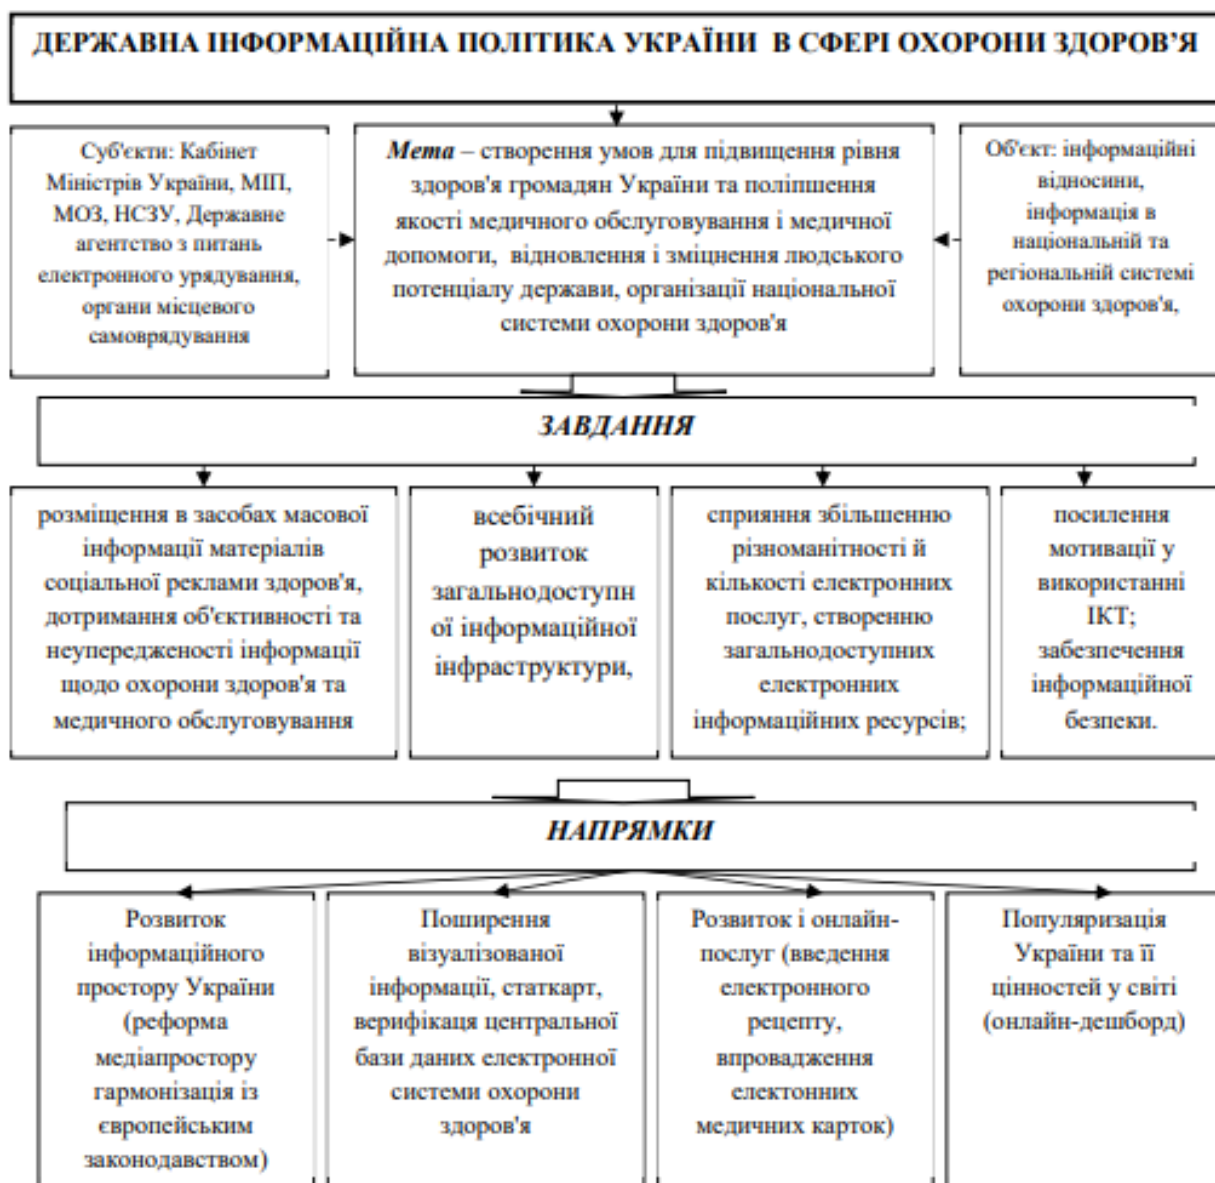 ДЕРЖАВНА ІНФОРМАЦІЙНА ПОЛІТИКА УКРАЇНИ В СФЕРІ ОХОРОНИ ЗДОРОВ'Я
Суб'єкти: Кабінет
Міністрів України, МІП,
МОЗ, НСЗУ, Державне
агентство з питань
електронного урядування,
органи місцевого
самоврядування
Мета – створення умов для підвищення рівня
здоров'я громадян України та поліпшення
якості медичного обслуговування і медичної
допомоги, відновлення і зміцнення людського
потенціалу держави, організації національної
системи охорони здоров'я
Об'єкт: інформаційні
відносини,
інформація в
національній та
регіональній системі
охорони здоров'я,
ЗАВДАННЯ
розміщення в засобах масової
інформації матеріалів
соціальної реклами здоров'я,
дотримання об'єктивності та
неупередженості інформації
щодо охорони здоров'я та
медичного обслуговування
всебічний
розвиток
загальнодоступн
ої інформаційної
інфраструктури,
сприяння збільшенню
різноманітності й
кількості електронних
послуг, створенню
загальнодоступних
електронних
інформаційних ресурсів;
посилення
мотивації у
використанні
ІКТ;
забезпечення
інформаційної
безпеки.
НАПРЯМКИ
Розвиток
інформаційного
простору України
(реформа
медіапростору
гармонізація із
європейським
законодавством)
Поширення
візуалізованої
інформації, статкарт,
верифікаця центральної
бази даних електронної
системи охорони
здоров'я
Розвиток і онлайн-
послуг (введення
електронного
рецепту,
впровадження
електонних
медичних карток)
Популяризація
України та її
цінностей у світі
(онлайн-дешборд)